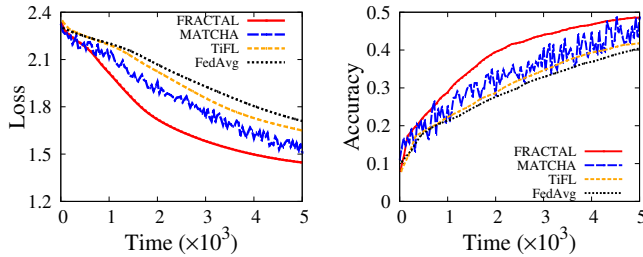 2.4
2.1
1.8
1.5
1.2
Loss
0 1 2 3 4 5
Time (×10³)
FRACTAL
MATCHA
TiFL
FedAvg
0.5
0.4
0.3
0.2
0.1
0
Accuracy
0 1 2 3 4 5
Time (×10³)
FRACTAL
MATCHA
TiFL
FedAvg